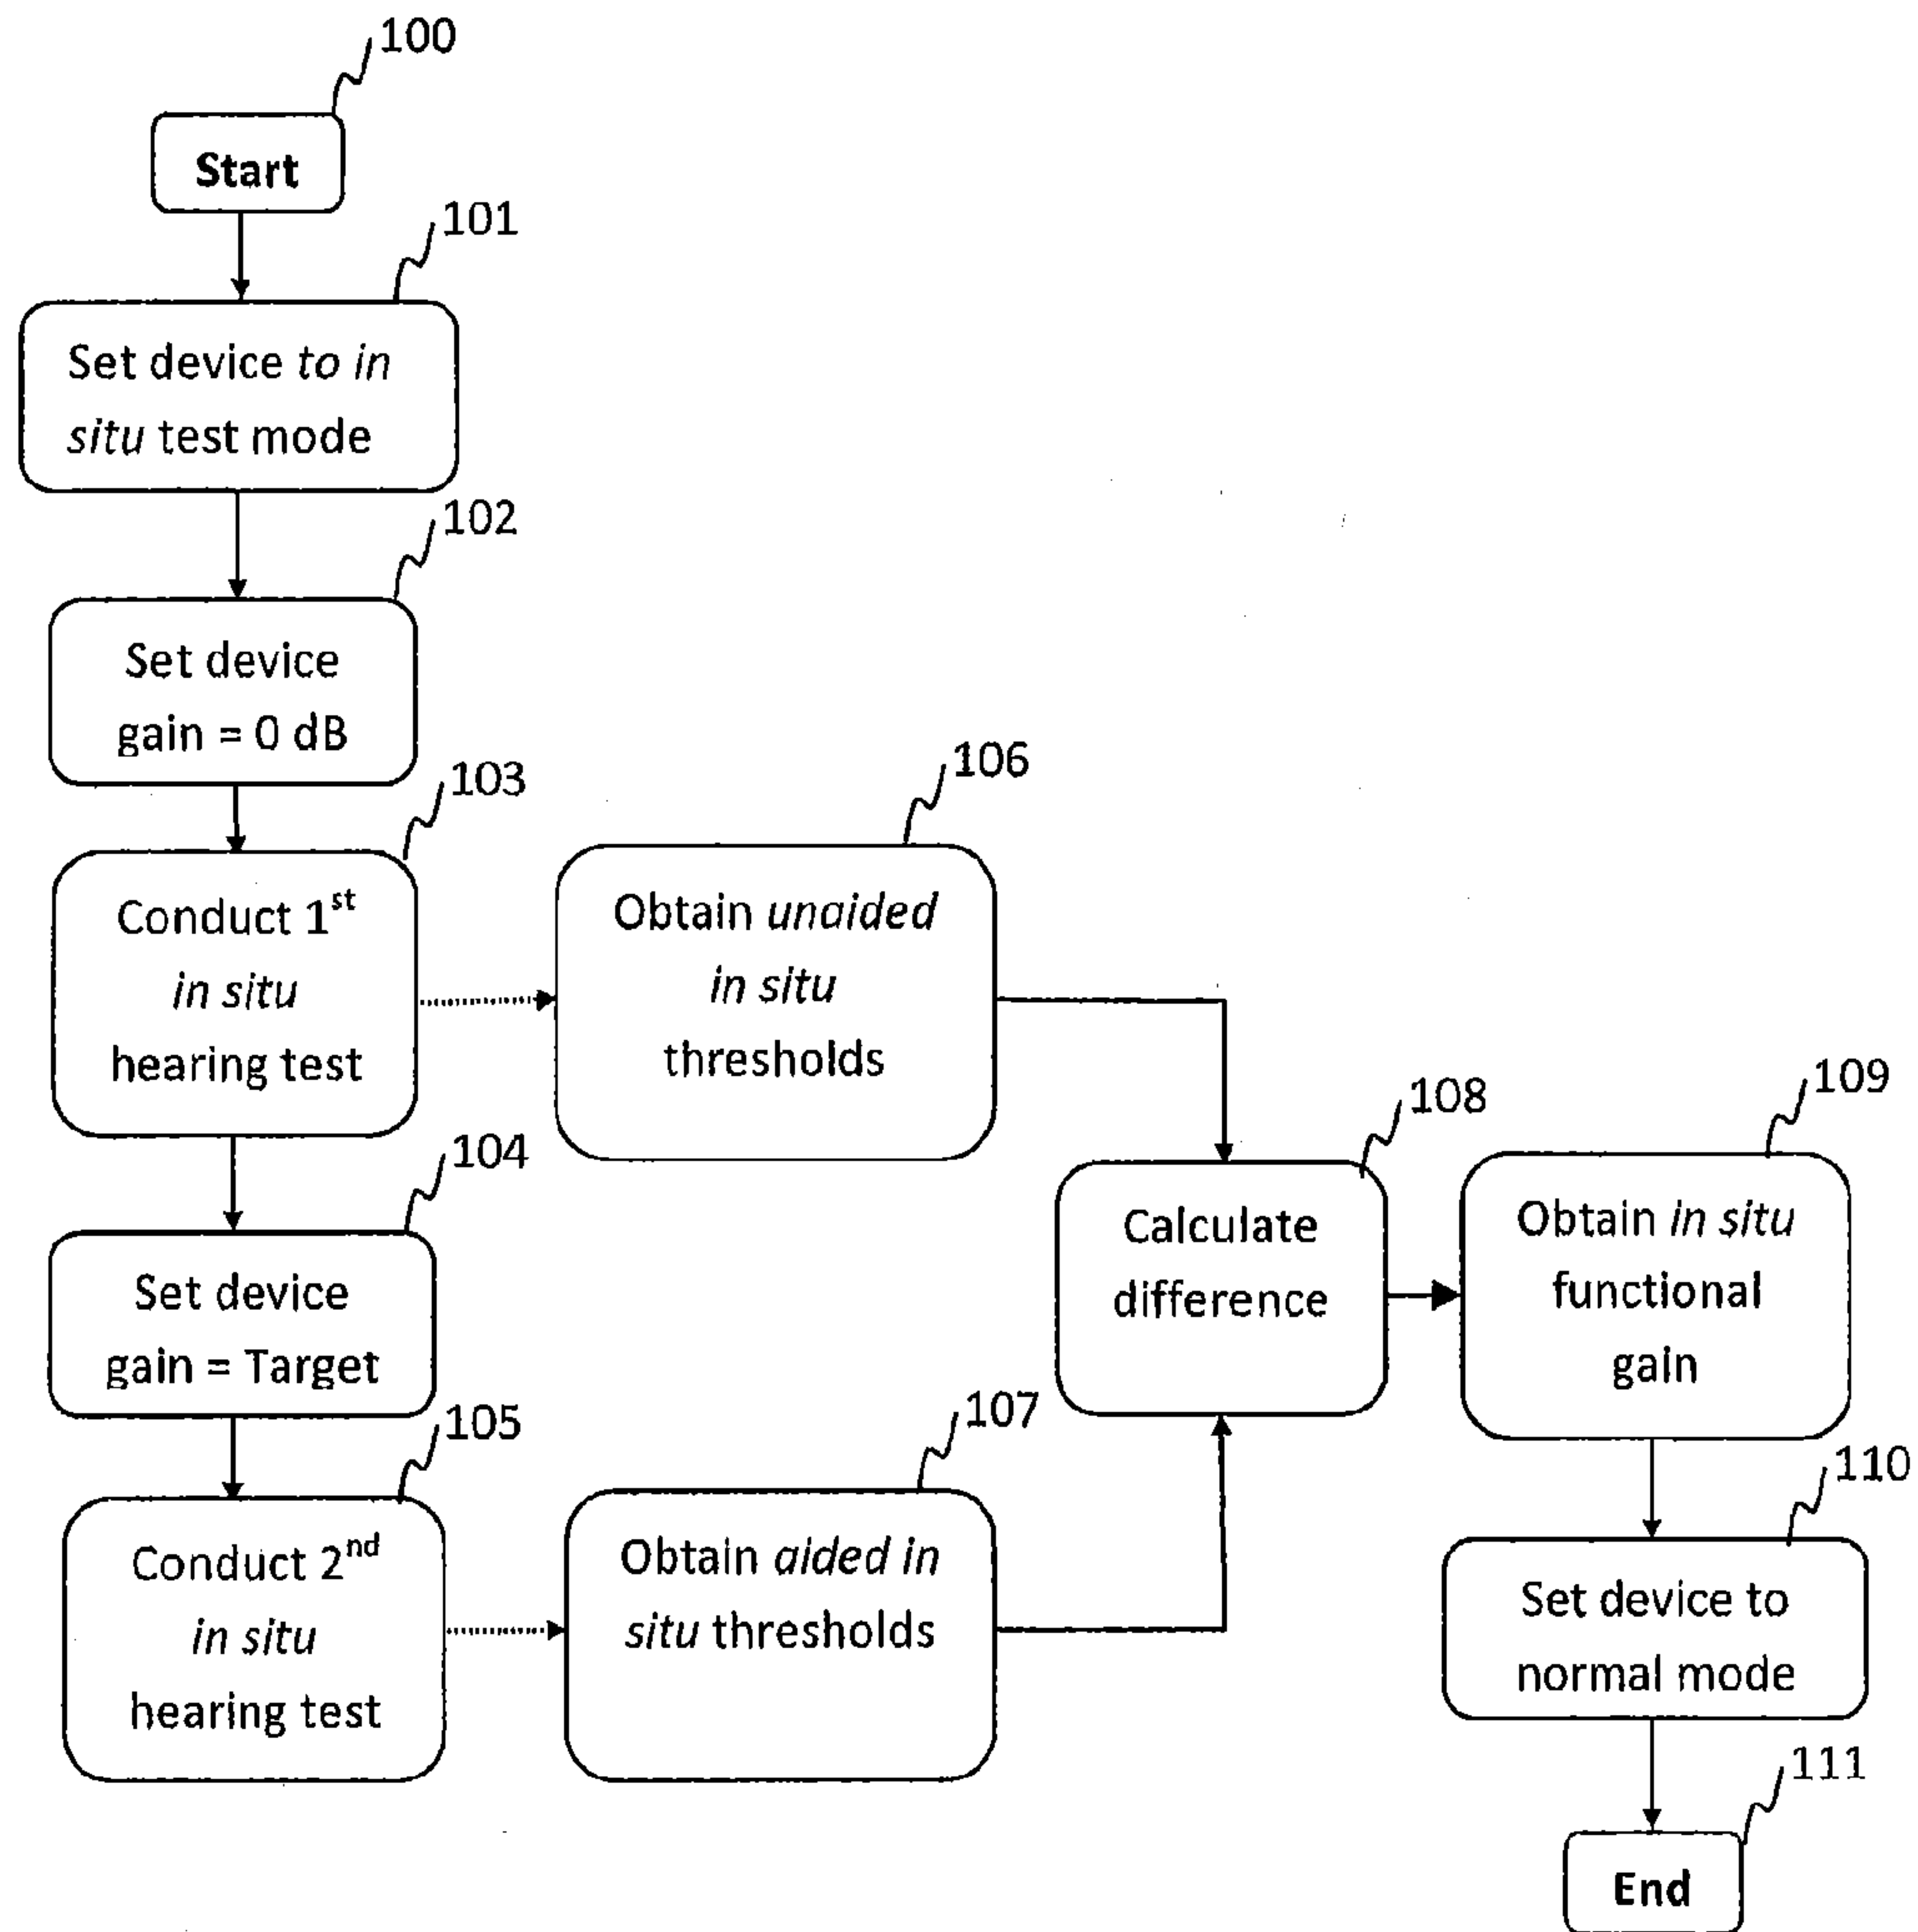 100
Start
101
Set device to in
situ test mode
102
Set device
gain = 0 dB
103
Conduct 1st
in situ
hearing test
106
Obtain unaided
in situ
thresholds
104
Set device
gain = Target
105
Conduct 2nd
in situ
hearing test
107
Obtain aided in
situ thresholds
108
Calculate
difference
109
Obtain in situ
functional
gain
110
Set device to
normal mode
111
End